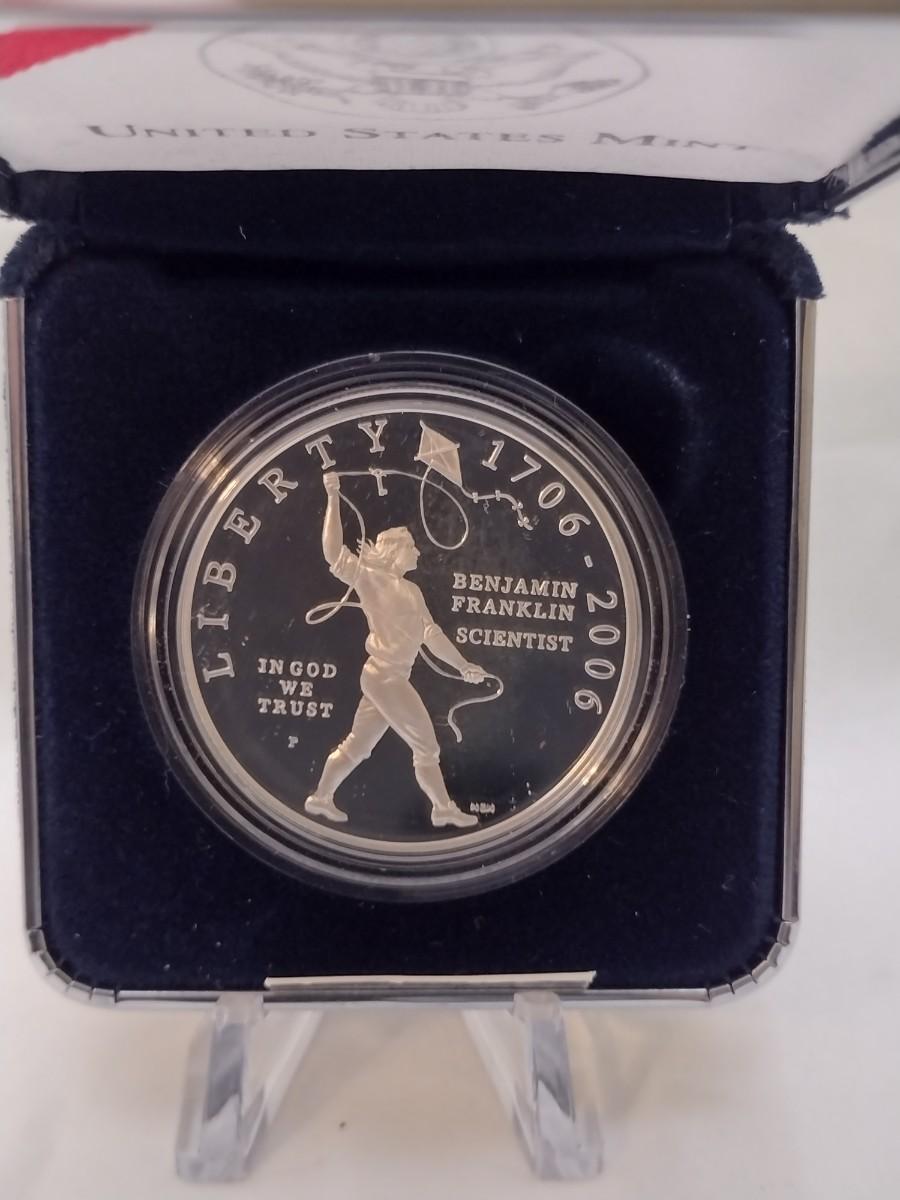 UNITED STATES MINT
LIBERTY 1706-2006
BENJAMIN
FRANKLIN
SCIENTIST
IN GOD
WE
TRUST
P